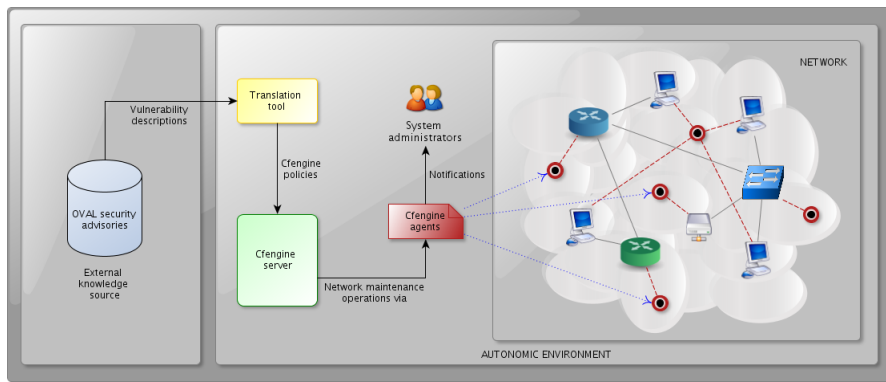 NETWORK
Translation
tool
Vulnerability
descriptions
System
administrators
Cfengine
policies
Notifications
OVAL security
advisories
Cfengine
agents
Cfengine
server
External
knowledge
source
Network maintenance
operations via
AUTONOMIC ENVIRONMENT